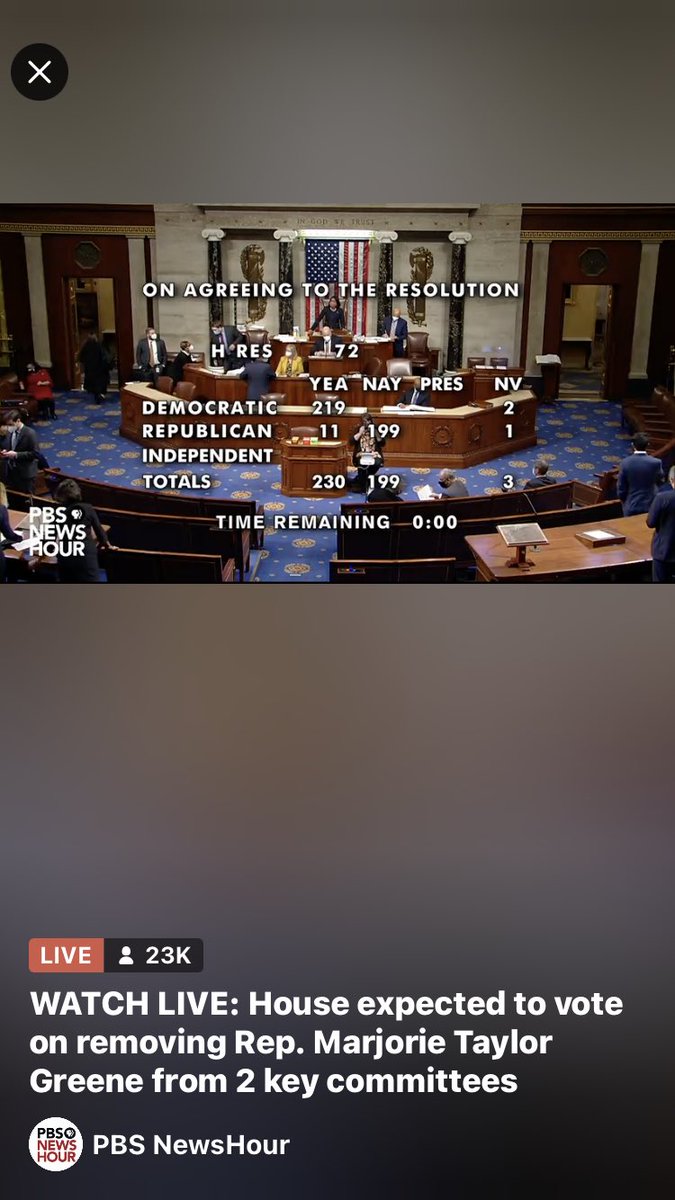 IN GOD WE TRUST
ON AGREEING TO THE RESOLUTION
H RES 72
YEA NAY PRES NV
DEMOCRATIC 219 2
REPUBLICAN 11 199 1
INDEPENDENT
TOTALS 230 199 3
TIME REMAINING 0:00
PBS
NEWS
HOUR
LIVE 23K
WATCH LIVE: House expected to vote
on removing Rep. Marjorie Taylor
Greene from 2 key committees
PBS
NEWS
HOUR
PBS NewsHour